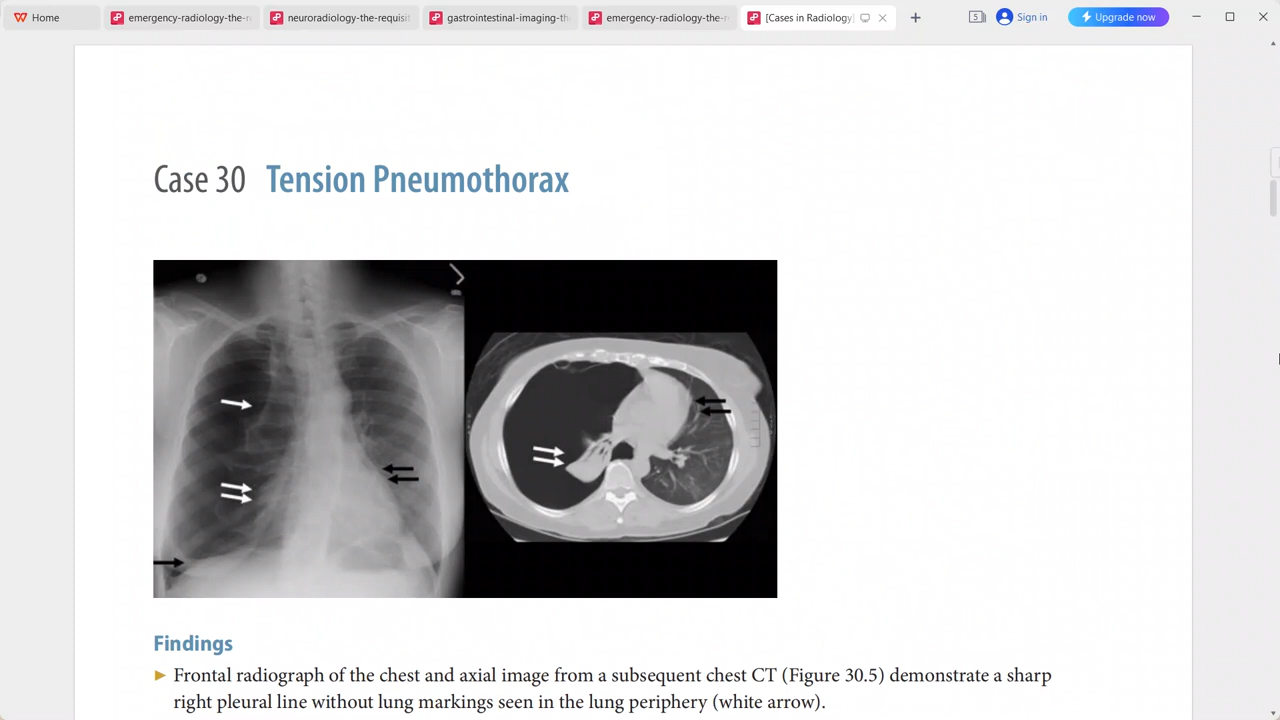 Home
emergency-radiology-the-r
neuroradiology-the-requisit
gastrointestinal-imaging-th
emergency-radiology-the-r
[Cases in Radiology]
5
Sign in
Upgrade now
Case 30 Tension Pneumothorax
Findings
► Frontal radiograph of the chest and axial image from a subsequent chest CT (Figure 30.5) demonstrate a sharp
right pleural line without lung markings seen in the lung periphery (white arrow).